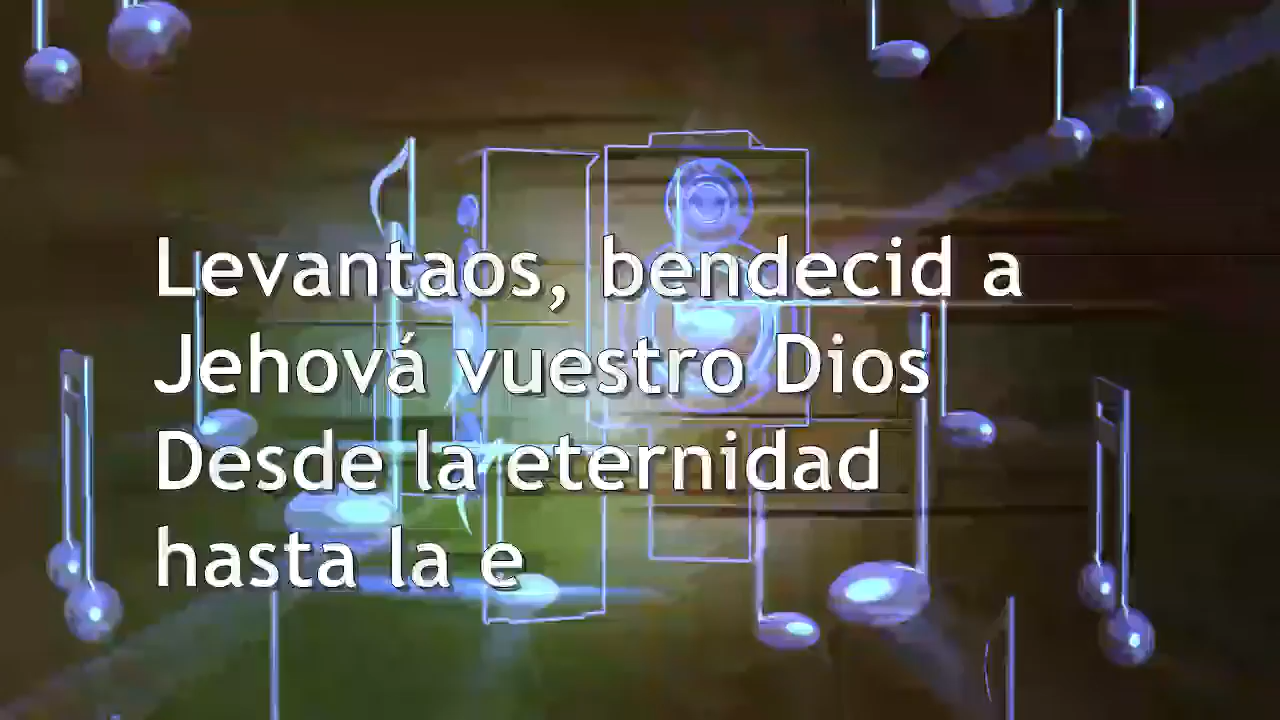 Levantaos, bendecid a
Jehová vuestro Dios
Desde la eternidad
hasta la e